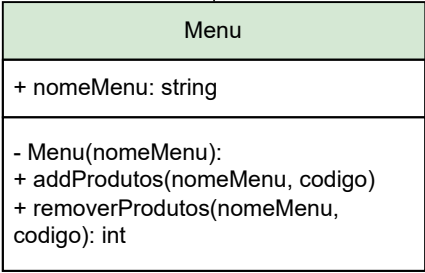 Menu
+ nomeMenu: string
- Menu(nomeMenu):
+ addProdutos(nomeMenu, codigo)
+ removerProdutos(nomeMenu,
codigo): int